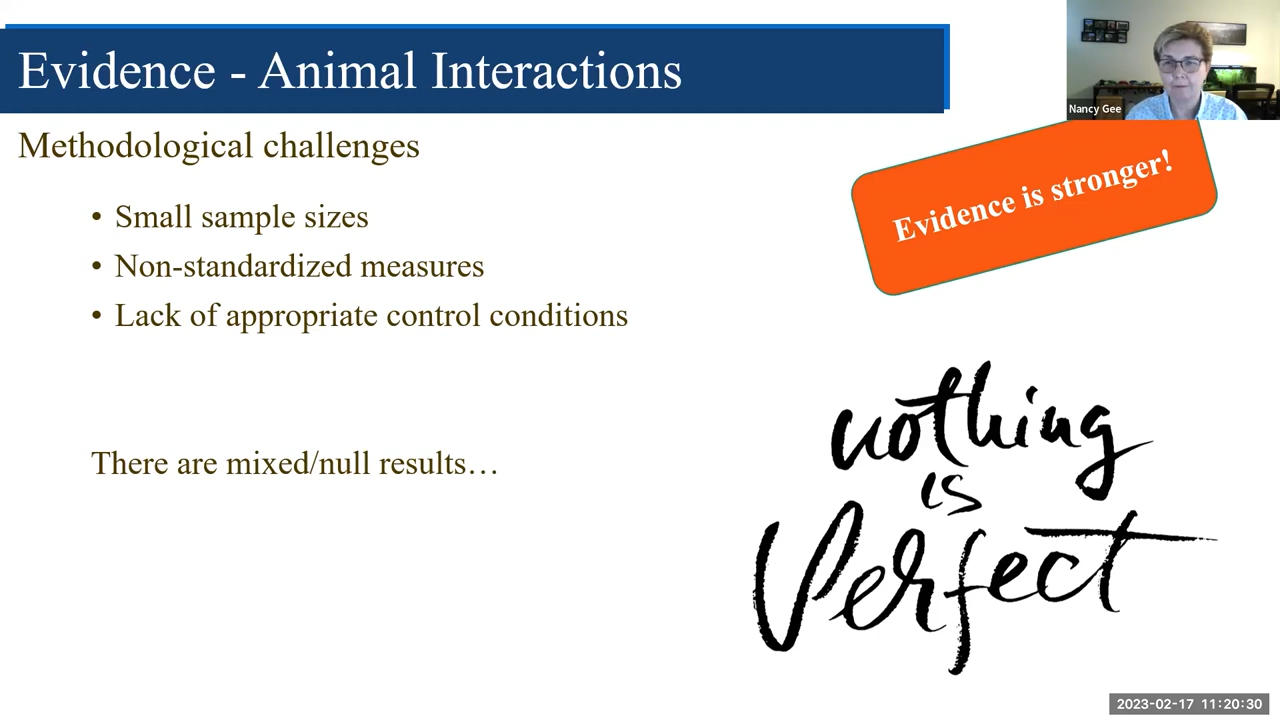 Evidence - Animal Interactions
Nancy Gee
Methodological challenges
Evidence is stronger!
• Small sample sizes
• Non-standardized measures
• Lack of appropriate control conditions
There are mixed/null results…
nothing
is
Perfect
2023-02-17 11:20:30